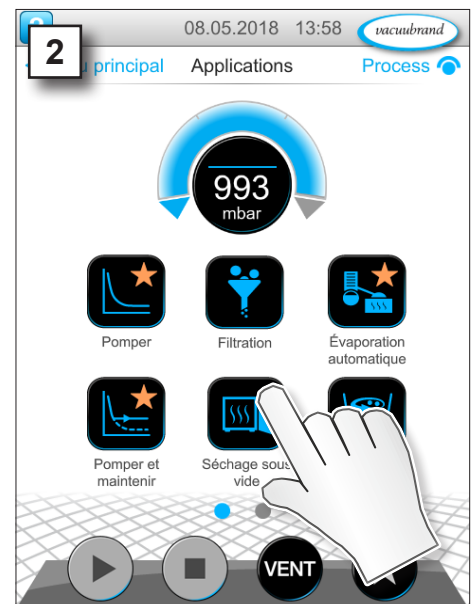 08.05.2018 13:58 vacuubrand
2
principal Applications Process
993
mbar
Pomper Filtration Évaporation
automatique
Pomper et
maintenir
Séchage sous
vide
VENT